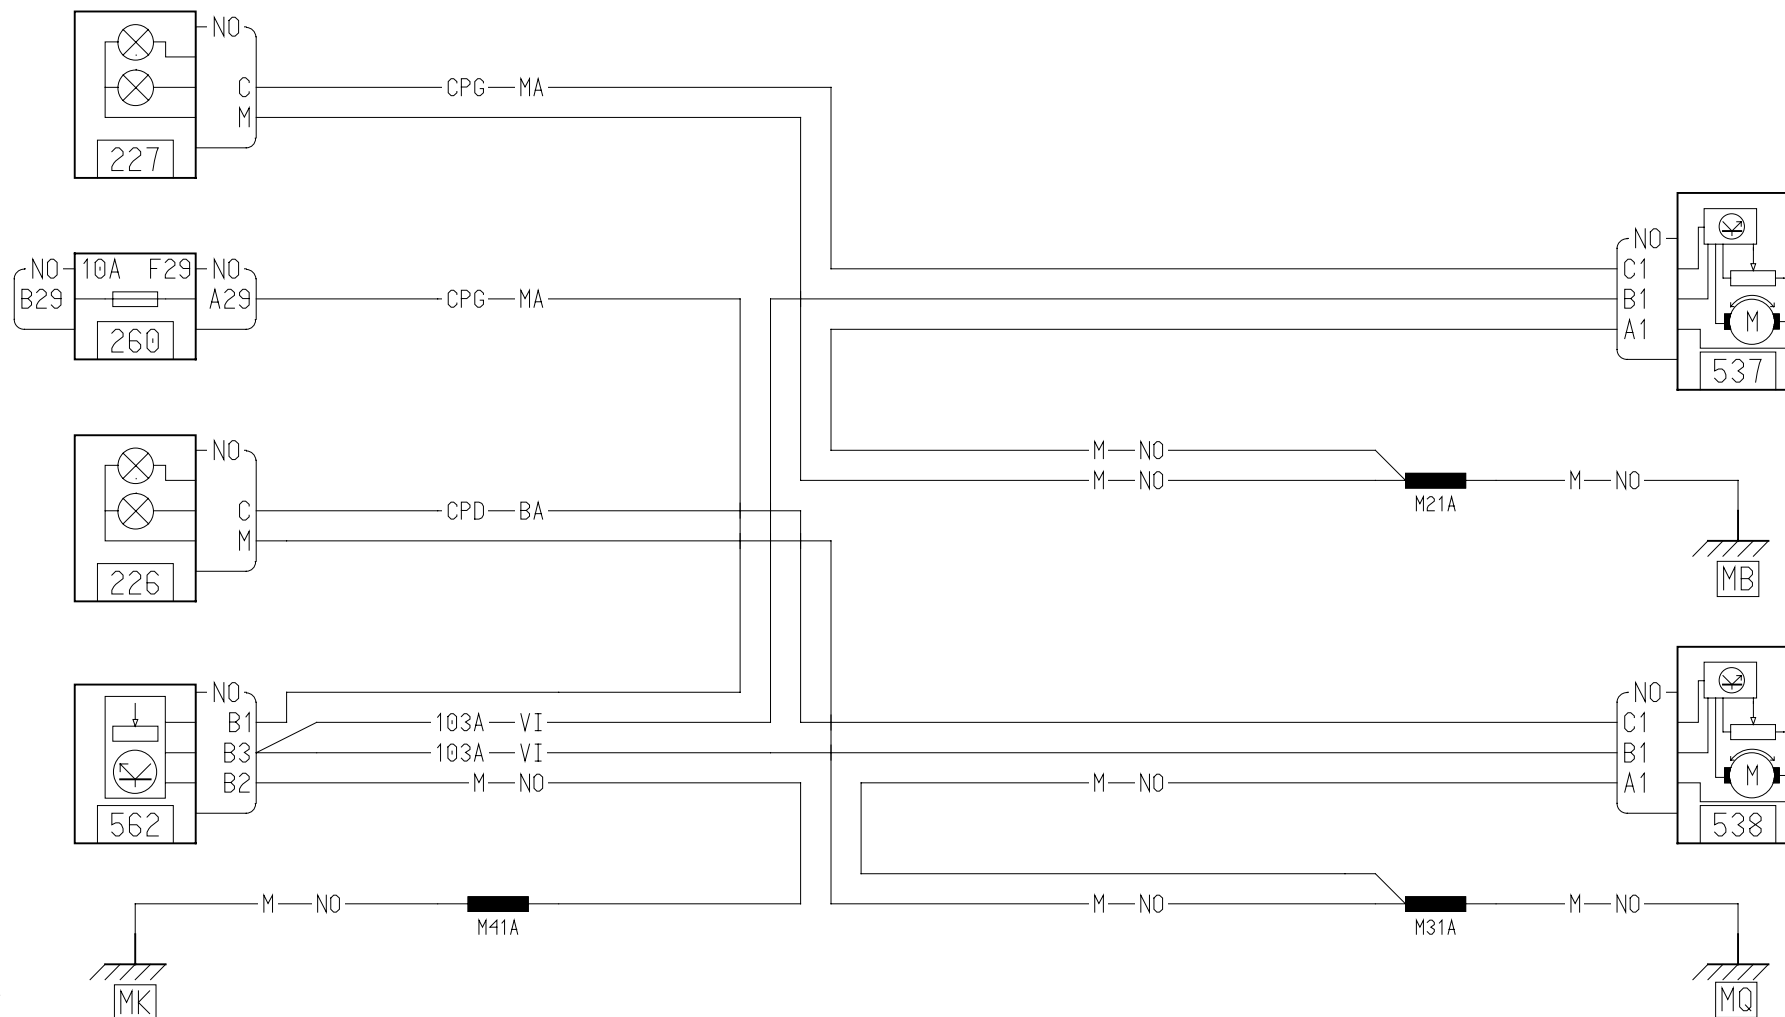 NO
C CPG MA
M
227
NO 10A F29 NO
B29 A29 CPG MA
260
NO
C1
B1
A1
M
537
NO
C CPD BA
M
226
M NO
M NO M NO
M21A
MB
NO
B1 103A VI
B3 103A VI
B2 M NO
562
NO
C1
B1
M NO A1
M
538
M NO
M41A
MK
M NO M NO
M31A
MQ